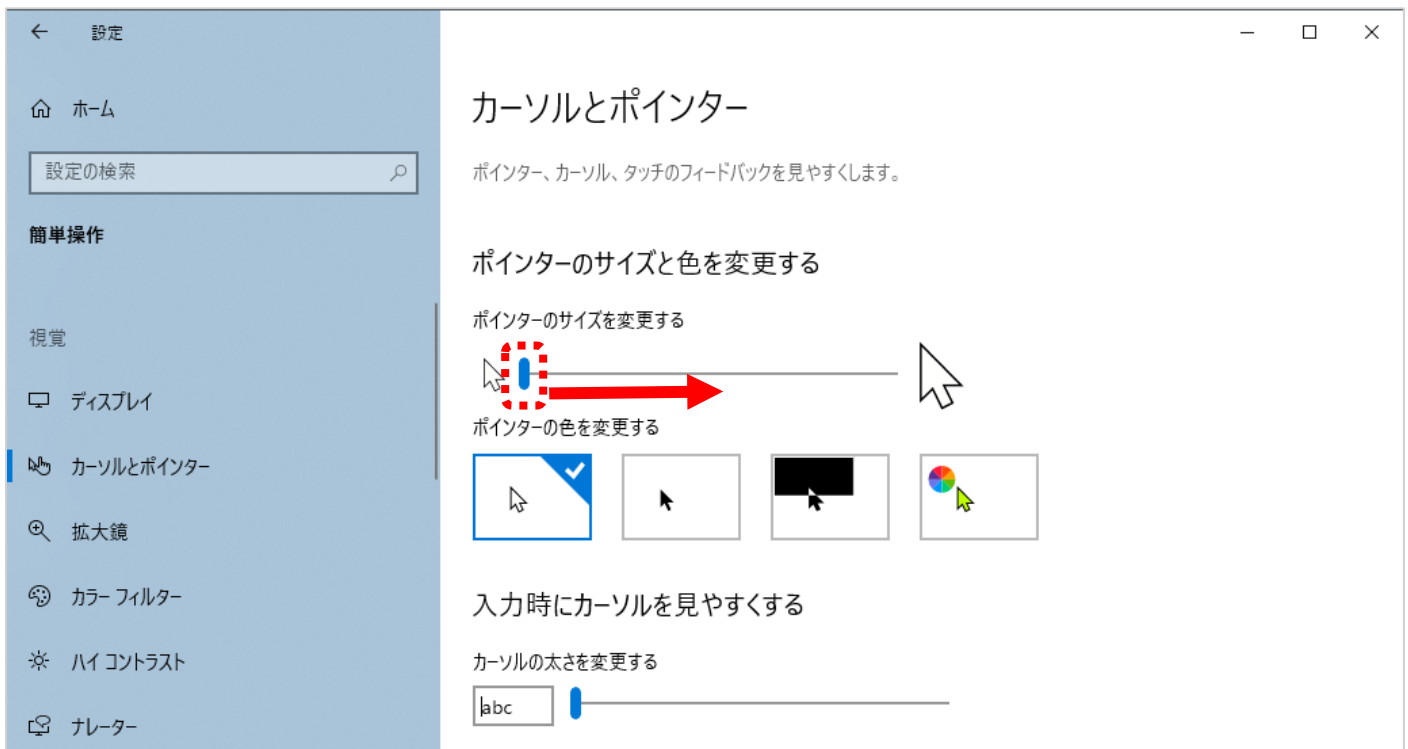 設定
ホーム
設定の検索
簡単操作
視覚
ディスプレイ
カーソルとポインター
拡大鏡
カラー フィルター
ハイ コントラスト
ナレーター
カーソルとポインター
ポインター、カーソル、タッチのフィードバックを見やすくします。
ポインターのサイズと色を変更する
ポインターのサイズを変更する
ポインターの色を変更する
入力時にカーソルを見やすくする
カーソルの太さを変更する
abc